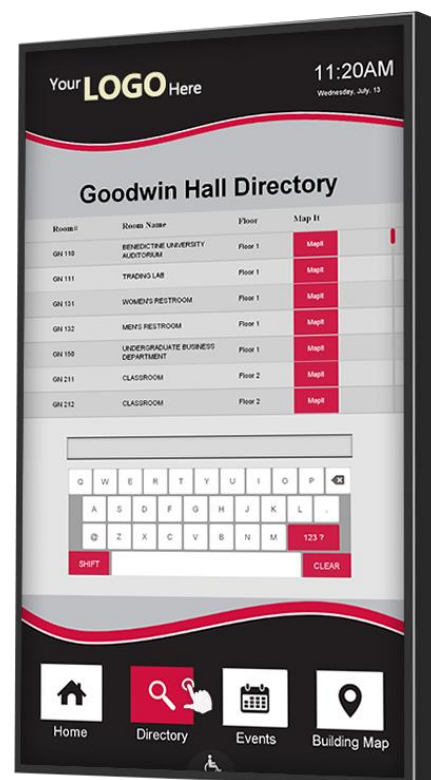 Your LOGO Here
11:20AM
Wednesday, July. 13
Goodwin Hall Directory
Room# Room Name Floor Map It
GN 110 BENEDICTINE UNIVERSITY AUDITORIUM Floor 1 MapIt
GN 111 TRADING LAB Floor 1 MapIt
GN 131 WOMEN'S RESTROOM Floor 1 MapIt
GN 132 MEN'S RESTROOM Floor 1 MapIt
GN 150 UNDERGRADUATE BUSINESS DEPARTMENT Floor 1 MapIt
GN 211 CLASSROOM Floor 2 MapIt
GN 212 CLASSROOM Floor 2 MapIt
Q W E R T Y U I O P
A S D F G H J K L .
@ Z X C V B N M 123 ?
SHIFT CLEAR
Home Directory Events Building Map